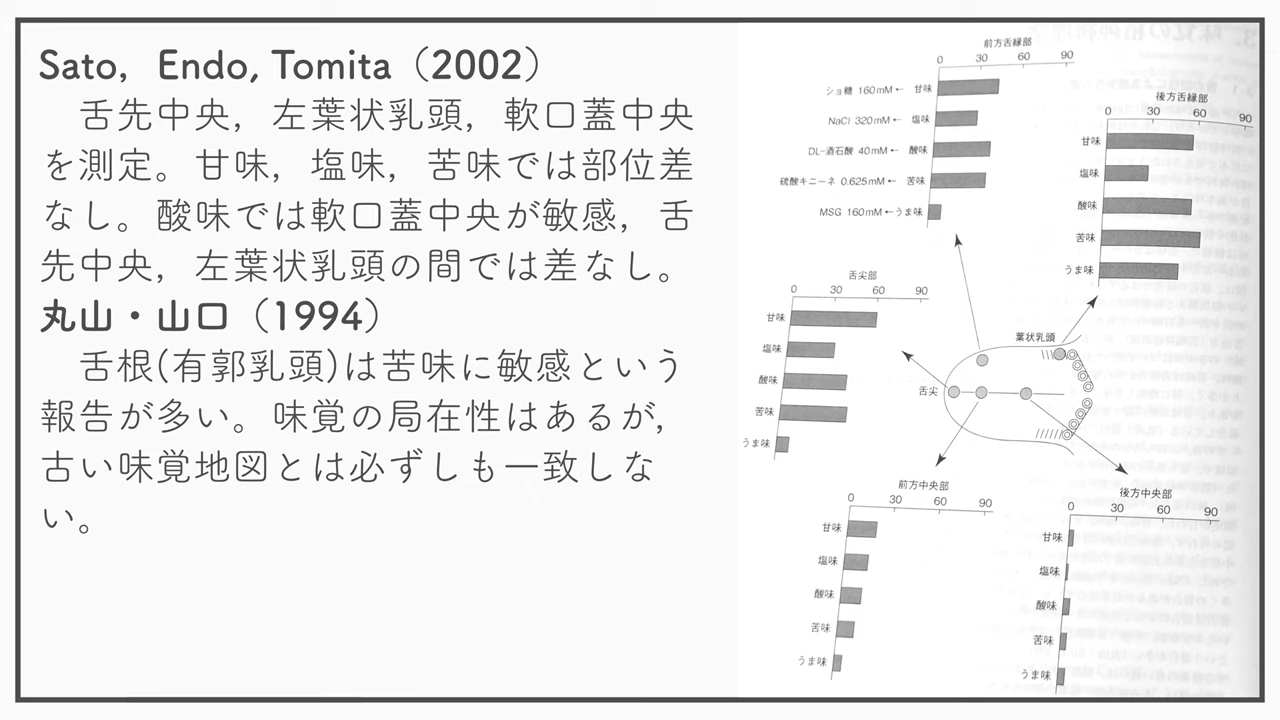 Sato, Endo, Tomita（2002）
舌先中央，左葉状乳頭，軟口蓋中央
を測定。甘味，塩味，苦味では部位差
なし。酸味では軟口蓋中央が敏感，舌
先中央，左葉状乳頭の間では差なし。
丸山・山口（1994）
舌根(有郭乳頭)は苦味に敏感という
報告が多い。味覚の局在性はあるが，
古い味覚地図とは必ずしも一致しな
い。
前方舌縁部
0 30 60 90
ショ糖 160mM← 甘味
NaCl 320mM← 塩味
DL-酒石酸 40mM← 酸味
硫酸キニーネ 0.625mM← 苦味
MSG 160mM←うま味
後方舌縁部
0 30 60 90
甘味
塩味
酸味
苦味
うま味
舌尖部
0 30 60 90
甘味
塩味
酸味
苦味
うま味
葉状乳頭
舌尖
前方中央部
0 30 60 90
甘味
塩味
酸味
苦味
うま味
後方中央部
0 30 60 90
甘味
塩味
酸味
苦味
うま味